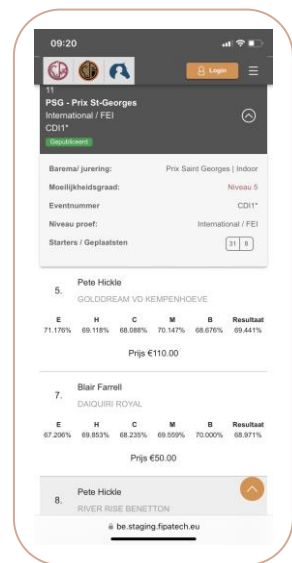 09:20
Login
11
PSG - Prix St-Georges
International / FEI
CDI1*
Gepubliceerd
Barema/ jurering: Prix Saint Georges | Indoor
Moeilijkheidsgraad: Niveau 5
Eventnummer CDI1*
Niveau proef: International / FEI
Starters / Geplaatsten 31 8
5. Pete Hickle
GOLDDREAM VD KEMPENHOEVE
E H C M B Resultaat
71.176% 69.118% 68.088% 70.147% 68.676% 69.441%
Prijs €110.00
7. Blair Farrell
DAIQUIRI ROYAL
E H C M B Resultaat
67.206% 69.853% 68.235% 69.559% 70.000% 68.971%
Prijs €50.00
8. Pete Hickle
RIVER RISE BENETTON
be.staging.fipatech.eu